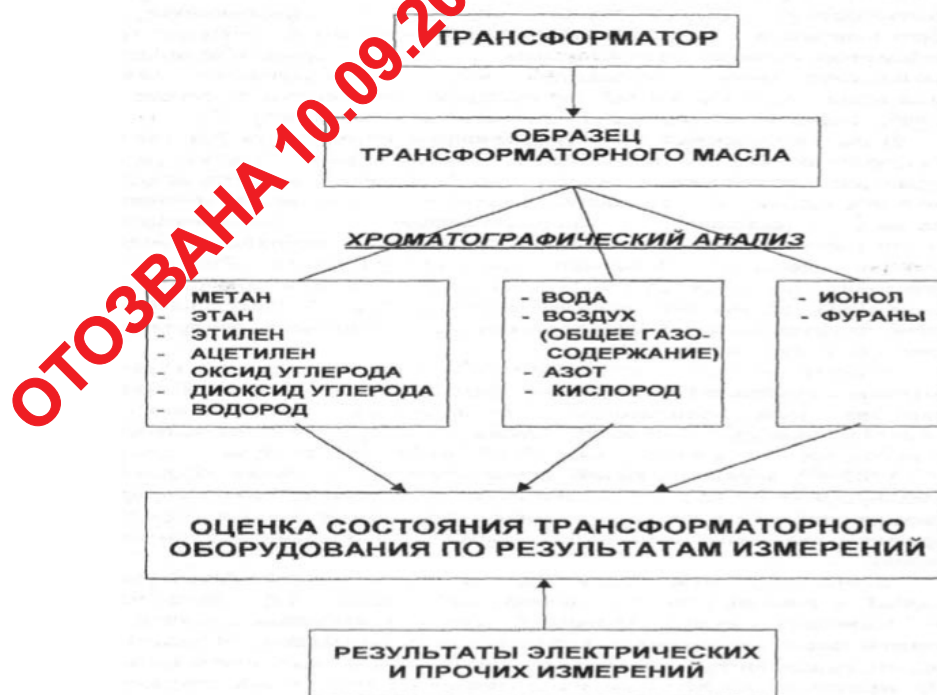 ОТОЗВАНА 10.09.20
ТРАНСФОРМАТОР
ОБРАЗЕЦ
ТРАНСФОРМАТОРНОГО МАСЛА
ХРОМАТОГРАФИЧЕСКИЙ АНАЛИЗ
МЕТАН
- ЭТАН
- ЭТИЛЕН
- АЦЕТИЛЕН
- ОКСИД УГЛЕРОДА
- ДИОКСИД УГЛЕРОДА
- ВОДОРОД
- ВОДА
- ВОЗДУХ
(ОБЩЕЕ ГАЗО-
СОДЕРЖАНИЕ)
- АЗОТ
- КИСЛОРОД
- ИОНОЛ
- ФУРАНЫ
ОЦЕНКА СОСТОЯНИЯ ТРАНСФОРМАТОРНОГО
ОБОРУДОВАНИЯ ПО РЕЗУЛЬТАТАМ ИЗМЕРЕНИЙ
РЕЗУЛЬТАТЫ ЭЛЕКТРИЧЕСКИХ
И ПРОЧИХ ИЗМЕРЕНИЙ